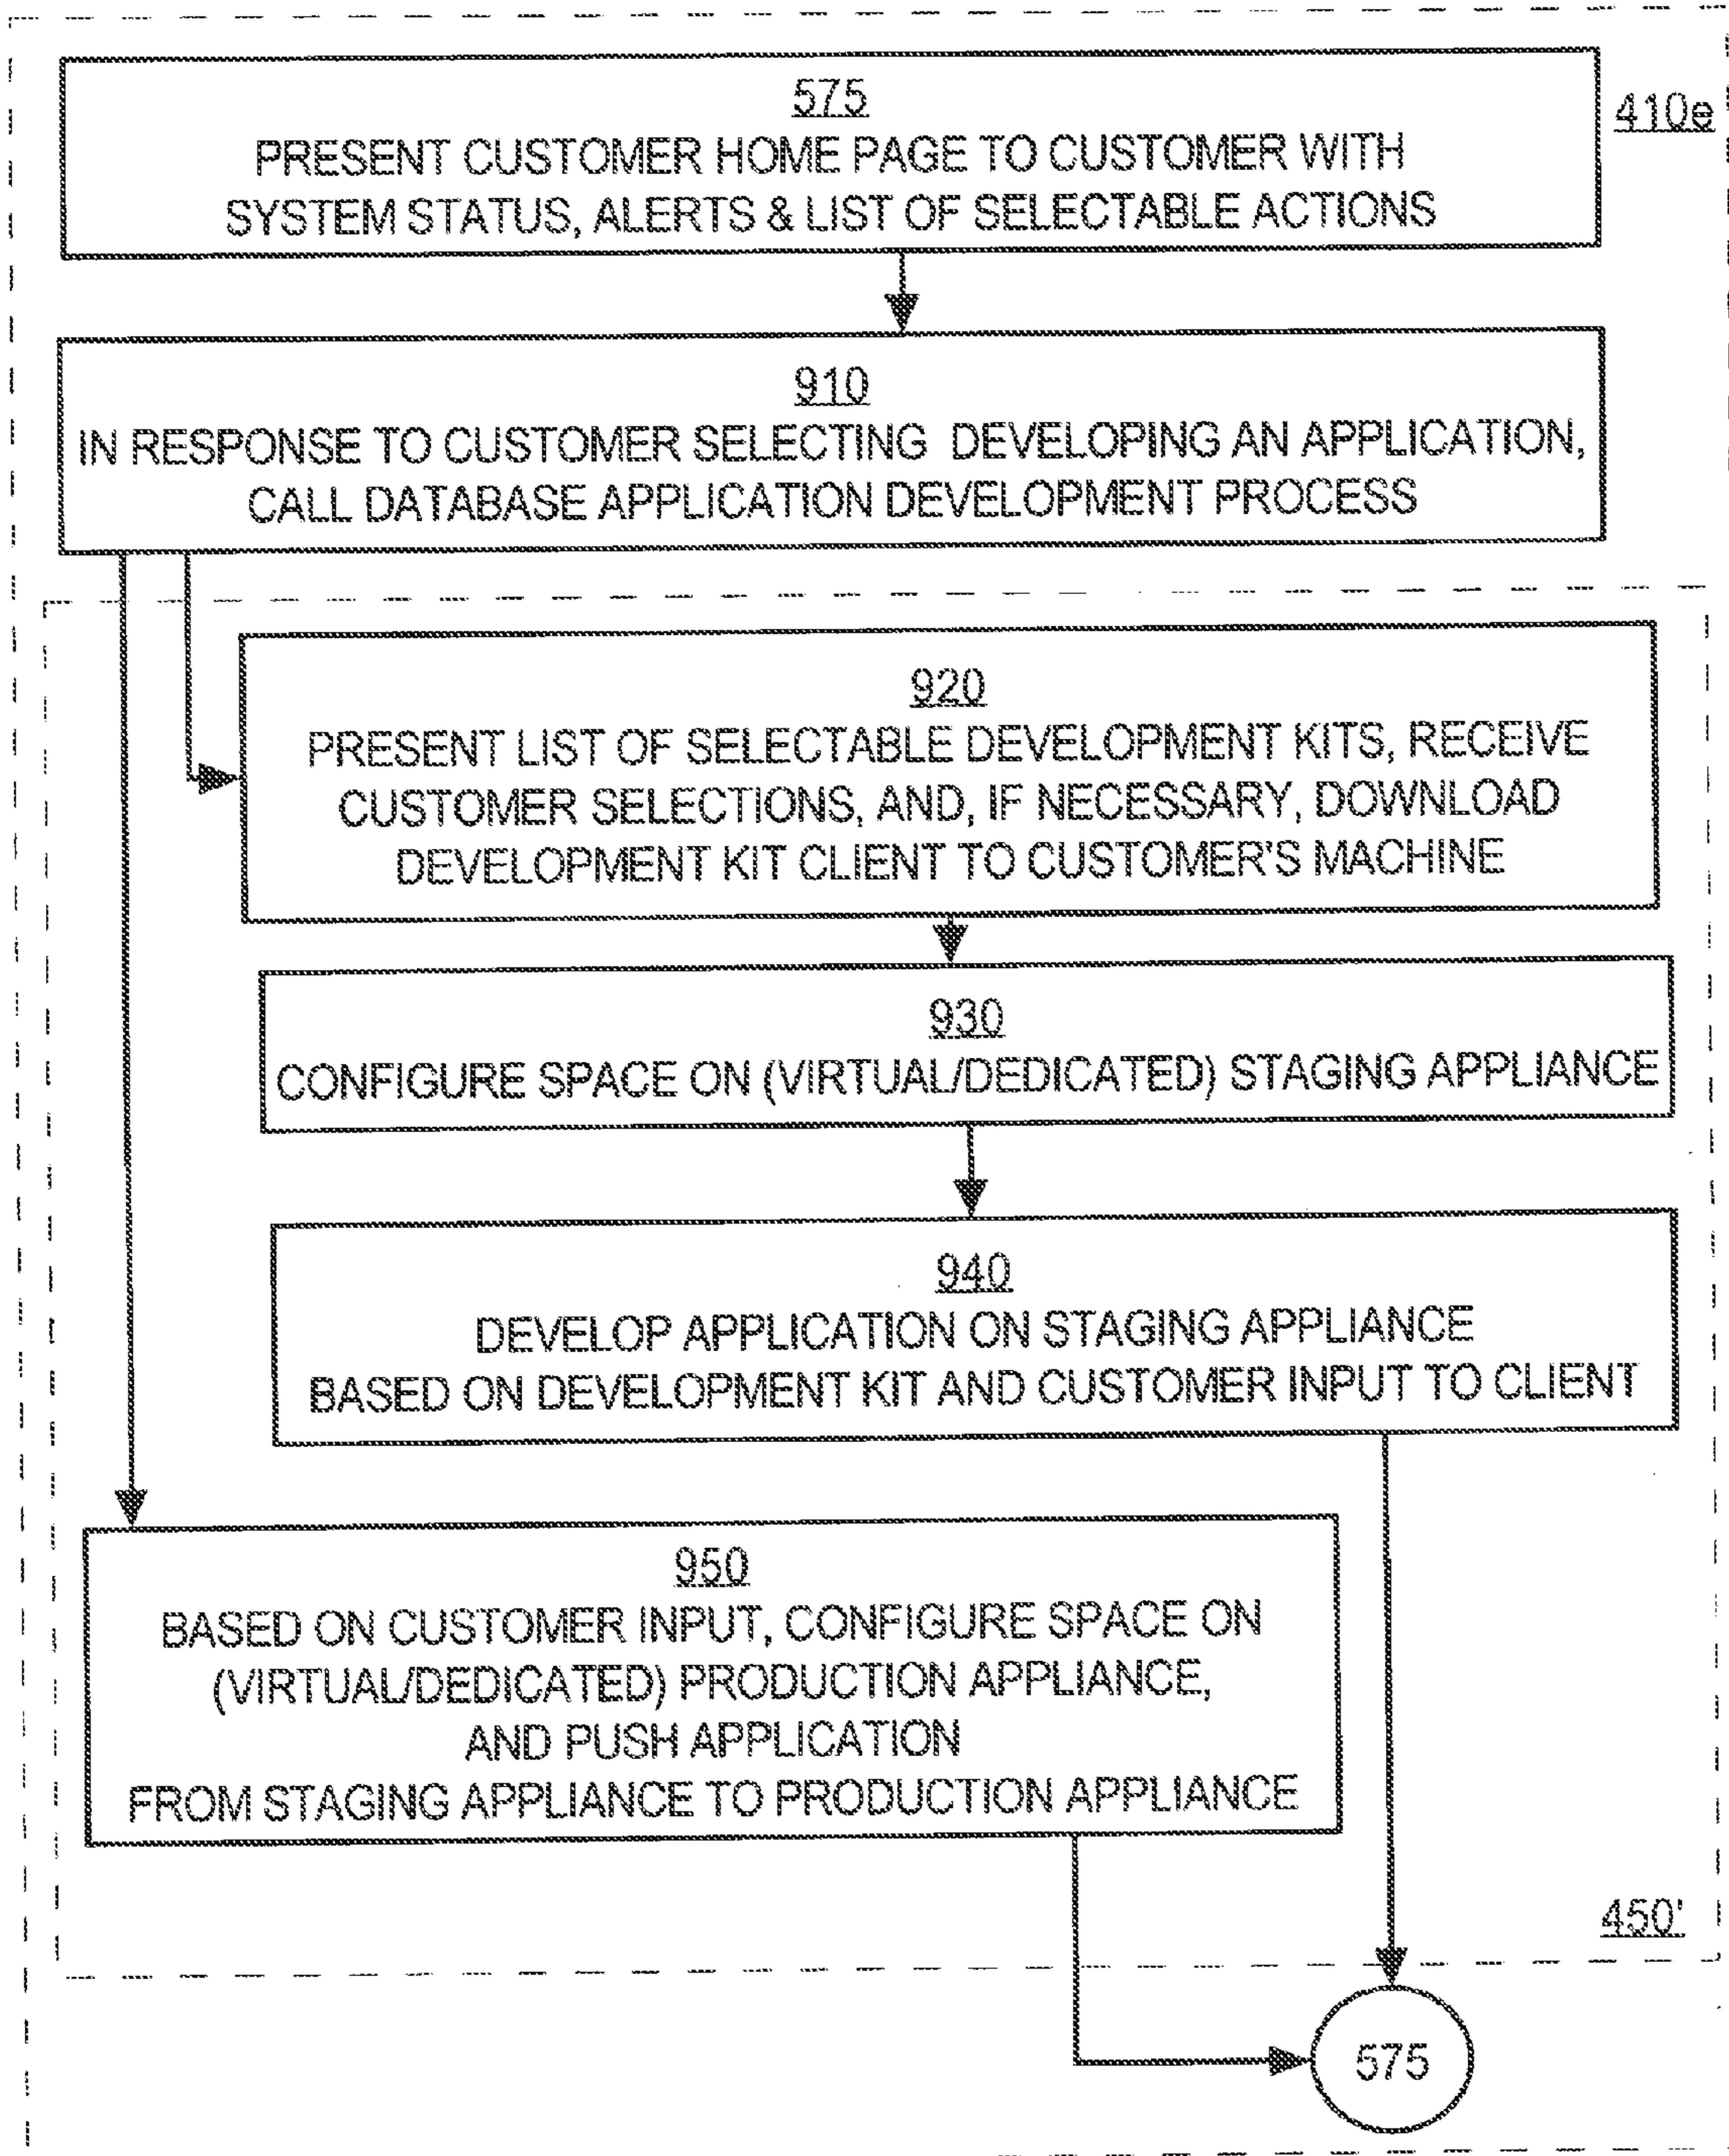 575
410e
PRESENT CUSTOMER HOME PAGE TO CUSTOMER WITH
SYSTEM STATUS, ALERTS & LIST OF SELECTABLE ACTIONS
910
IN RESPONSE TO CUSTOMER SELECTING DEVELOPING AN APPLICATION,
CALL DATABASE APPLICATION DEVELOPMENT PROCESS
920
PRESENT LIST OF SELECTABLE DEVELOPMENT KITS, RECEIVE
CUSTOMER SELECTIONS, AND, IF NECESSARY, DOWNLOAD
DEVELOPMENT KIT CLIENT TO CUSTOMER'S MACHINE
930
CONFIGURE SPACE ON (VIRTUAL/DEDICATED) STAGING APPLIANCE
940
DEVELOP APPLICATION ON STAGING APPLIANCE
BASED ON DEVELOPMENT KIT AND CUSTOMER INPUT TO CLIENT
950
BASED ON CUSTOMER INPUT, CONFIGURE SPACE ON
(VIRTUAL/DEDICATED) PRODUCTION APPLIANCE,
AND PUSH APPLICATION
FROM STAGING APPLIANCE TO PRODUCTION APPLIANCE
450'
575